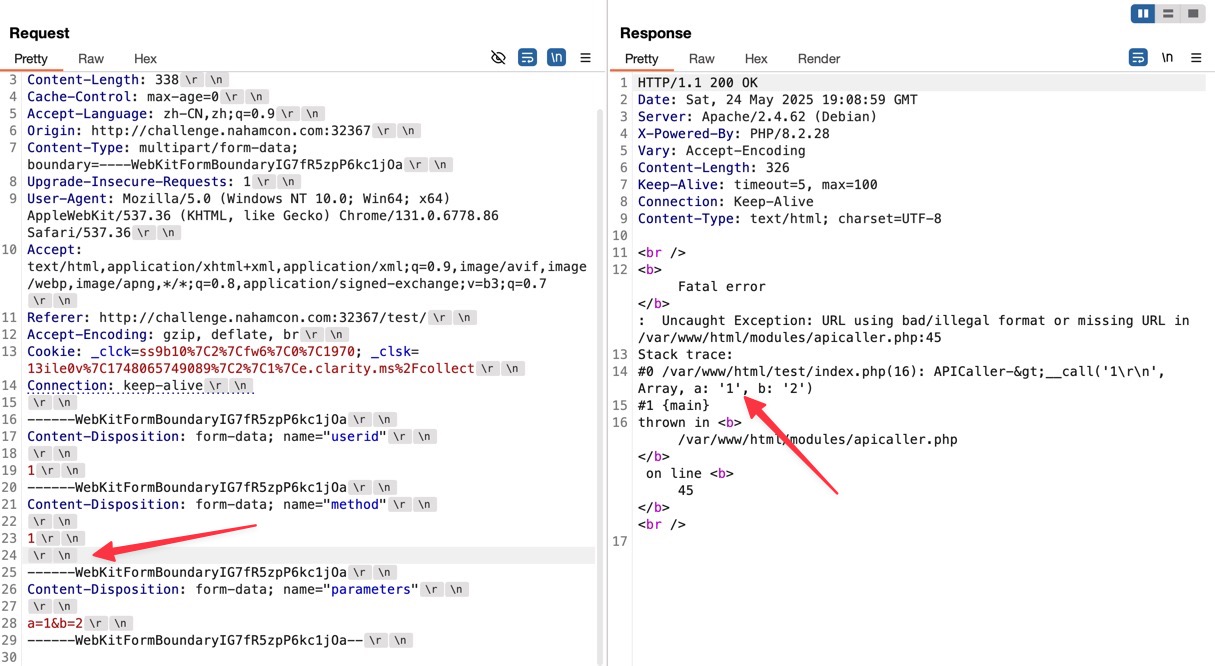 Request
Pretty Raw Hex
\n
3 Content-Length: 338 \r \n
4 Cache-Control: max-age=0 \r \n
5 Accept-Language: zh-CN,zh;q=0.9 \r \n
6 Origin: http://challenge.nahamcon.com:32367 \r \n
7 Content-Type: multipart/form-data;
boundary=----WebKitFormBoundaryIG7fR5zpP6kc1jOa \r \n
8 Upgrade-Insecure-Requests: 1 \r \n
9 User-Agent: Mozilla/5.0 (Windows NT 10.0; Win64; x64)
AppleWebKit/537.36 (KHTML, like Gecko) Chrome/131.0.6778.86
Safari/537.36 \r \n
10 Accept:
text/html,application/xhtml+xml,application/xml;q=0.9,image/avif,image
/webp,image/apng,*/*;q=0.8,application/signed-exchange;v=b3;q=0.7
\r \n
11 Referer: http://challenge.nahamcon.com:32367/test/ \r \n
12 Accept-Encoding: gzip, deflate, br \r \n
13 Cookie: _clck=ss9b10%7C2%7Cfw6%7C0%7C1970; _clsk=
13ile0v%7C1748065749089%7C2%7C1%7Ce.clarity.ms%2Fcollect \r \n
14 Connection: keep-alive \r \n
15 \r \n
16 ------WebKitFormBoundaryIG7fR5zpP6kc1jOa \r \n
17 Content-Disposition: form-data; name="userid" \r \n
18 \r \n
19 1 \r \n
20 ------WebKitFormBoundaryIG7fR5zpP6kc1jOa \r \n
21 Content-Disposition: form-data; name="method" \r \n
22 \r \n
23 1 \r \n
24 \r \n
25 ------WebKitFormBoundaryIG7fR5zpP6kc1jOa \r \n
26 Content-Disposition: form-data; name="parameters" \r \n
27 \r \n
28 a=1&b=2 \r \n
29 ------WebKitFormBoundaryIG7fR5zpP6kc1jOa-- \r \n
30
Response
Pretty Raw Hex Render
\n
1 HTTP/1.1 200 OK
2 Date: Sat, 24 May 2025 19:08:59 GMT
3 Server: Apache/2.4.62 (Debian)
4 X-Powered-By: PHP/8.2.28
5 Vary: Accept-Encoding
6 Content-Length: 326
7 Keep-Alive: timeout=5, max=100
8 Connection: Keep-Alive
9 Content-Type: text/html; charset=UTF-8
10
11 <br />
12 <b>
Fatal error
</b>
:  Uncaught Exception: URL using bad/illegal format or missing URL in
/var/www/html/modules/apicaller.php:45
13 Stack trace:
14 #0 /var/www/html/test/index.php(16): APICaller-&gt;__call('1\r\n',
Array, a: '1', b: '2')
15 #1 {main}
16 thrown in <b>
/var/www/html/modules/apicaller.php
</b>
on line <b>
45
</b>
<br />
17